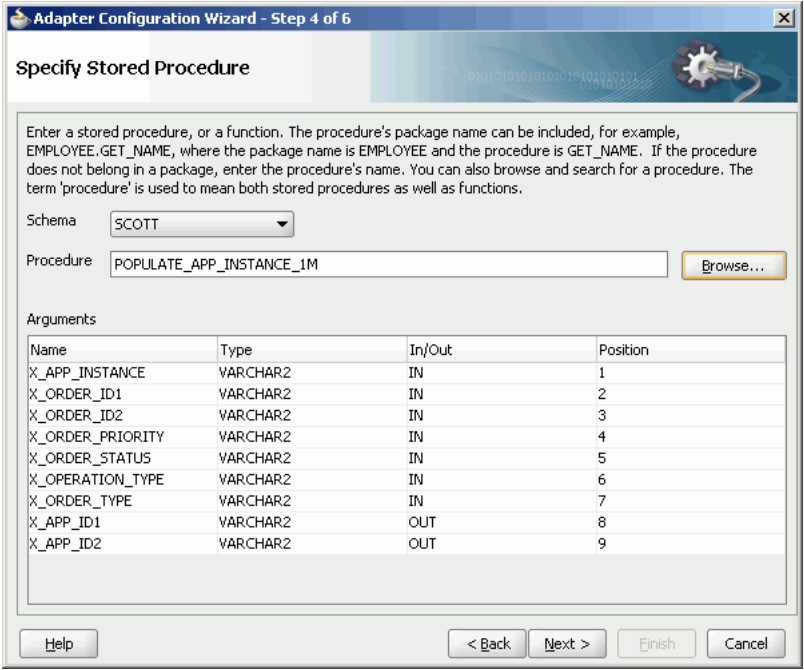 Adapter Configuration Wizard - Step 4 of 6
Specify Stored Procedure
010101010101010101010101
01010101010
Enter a stored procedure, or a function. The procedure's package name can be included, for example,
EMPLOYEE.GET_NAME, where the package name is EMPLOYEE and the procedure is GET_NAME.  If the procedure
does not belong in a package, enter the procedure's name. You can also browse and search for a procedure. The
term 'procedure' is used to mean both stored procedures as well as functions.
Schema SCOTT
Procedure POPULATE_APP_INSTANCE_1M Browse...
Arguments
Name Type In/Out Position
X_APP_INSTANCE VARCHAR2 IN 1
X_ORDER_ID1 VARCHAR2 IN 2
X_ORDER_ID2 VARCHAR2 IN 3
X_ORDER_PRIORITY VARCHAR2 IN 4
X_ORDER_STATUS VARCHAR2 IN 5
X_OPERATION_TYPE VARCHAR2 IN 6
X_ORDER_TYPE VARCHAR2 IN 7
X_APP_ID1 VARCHAR2 OUT 8
X_APP_ID2 VARCHAR2 OUT 9
Help < Back Next > Finish Cancel